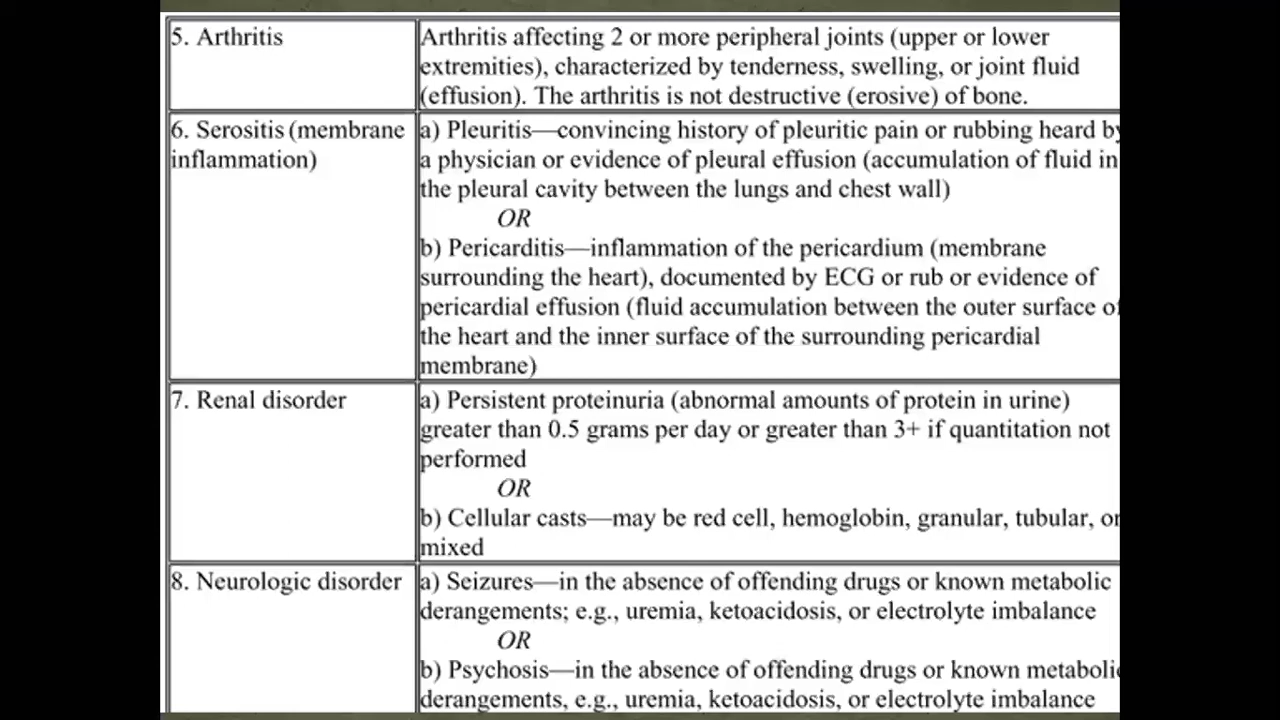 5. Arthritis
Arthritis affecting 2 or more peripheral joints (upper or lower
extremities), characterized by tenderness, swelling, or joint fluid
(effusion). The arthritis is not destructive (erosive) of bone.
6. Serositis (membrane
inflammation)
a) Pleuritis—convincing history of pleuritic pain or rubbing heard by
a physician or evidence of pleural effusion (accumulation of fluid in
the pleural cavity between the lungs and chest wall)
OR
b) Pericarditis—inflammation of the pericardium (membrane
surrounding the heart), documented by ECG or rub or evidence of
pericardial effusion (fluid accumulation between the outer surface of
the heart and the inner surface of the surrounding pericardial
membrane)
7. Renal disorder
a) Persistent proteinuria (abnormal amounts of protein in urine)
greater than 0.5 grams per day or greater than 3+ if quantitation not
performed
OR
b) Cellular casts—may be red cell, hemoglobin, granular, tubular, or
mixed
8. Neurologic disorder
a) Seizures—in the absence of offending drugs or known metabolic
derangements; e.g., uremia, ketoacidosis, or electrolyte imbalance
OR
b) Psychosis—in the absence of offending drugs or known metabolic
derangements, e.g., uremia, ketoacidosis, or electrolyte imbalance